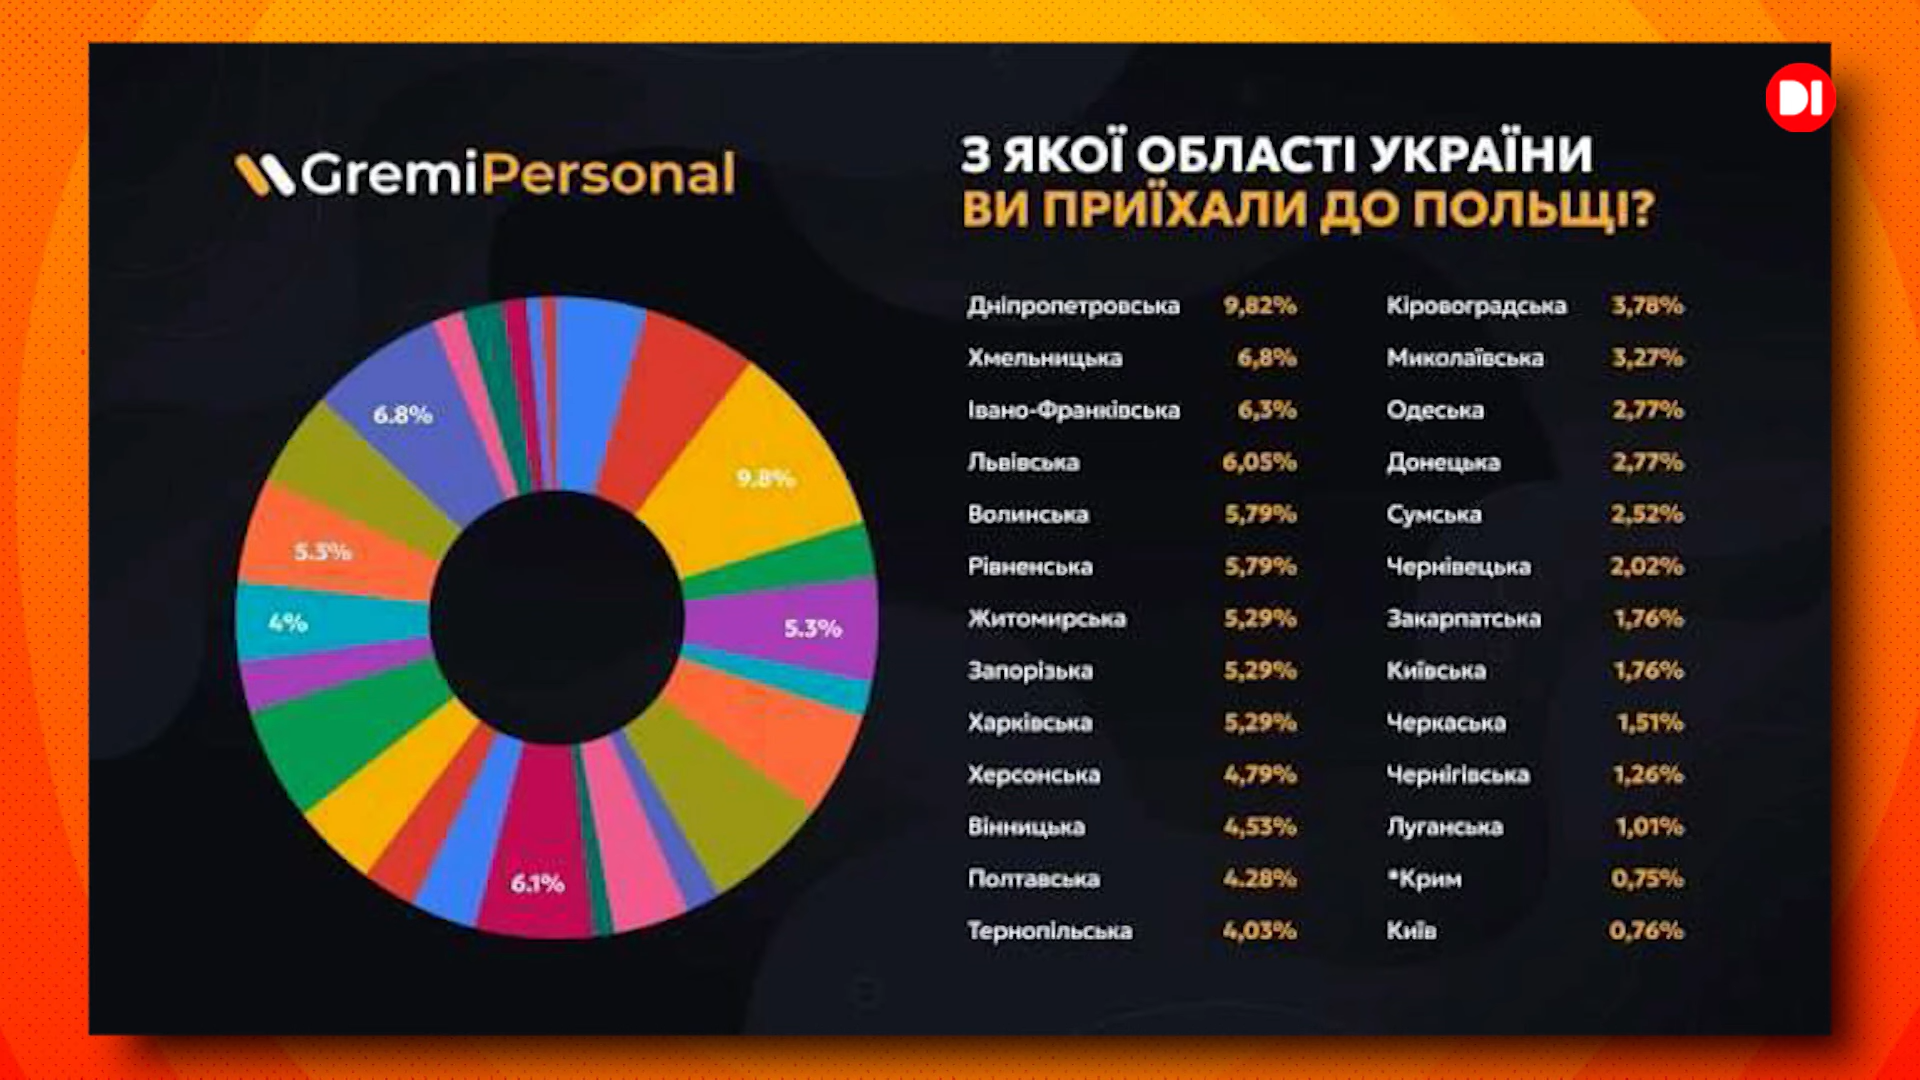 DI
GremiPersonal
З ЯКОЇ ОБЛАСТІ УКРАЇНИ
ВИ ПРИЇХАЛИ ДО ПОЛЬЩІ?
6.8%
9.8%
5.3%
4%
5.3%
6.1%
Дніпропетровська 9,82%
Хмельницька 6,8%
Івано-Франківська 6,3%
Львівська 6,05%
Волинська 5,79%
Рівненська 5,79%
Житомирська 5,29%
Запорізька 5,29%
Харківська 5,29%
Херсонська 4,79%
Вінницька 4,53%
Полтавська 4.28%
Тернопільська 4,03%
Кіровоградська 3,78%
Миколаївська 3,27%
Одеська 2,77%
Донецька 2,77%
Сумська 2,52%
Чернівецька 2,02%
Закарпатська 1,76%
Київська 1,76%
Черкаська 1,51%
Чернігівська 1,26%
Луганська 1,01%
*Крим 0,75%
Київ 0,76%